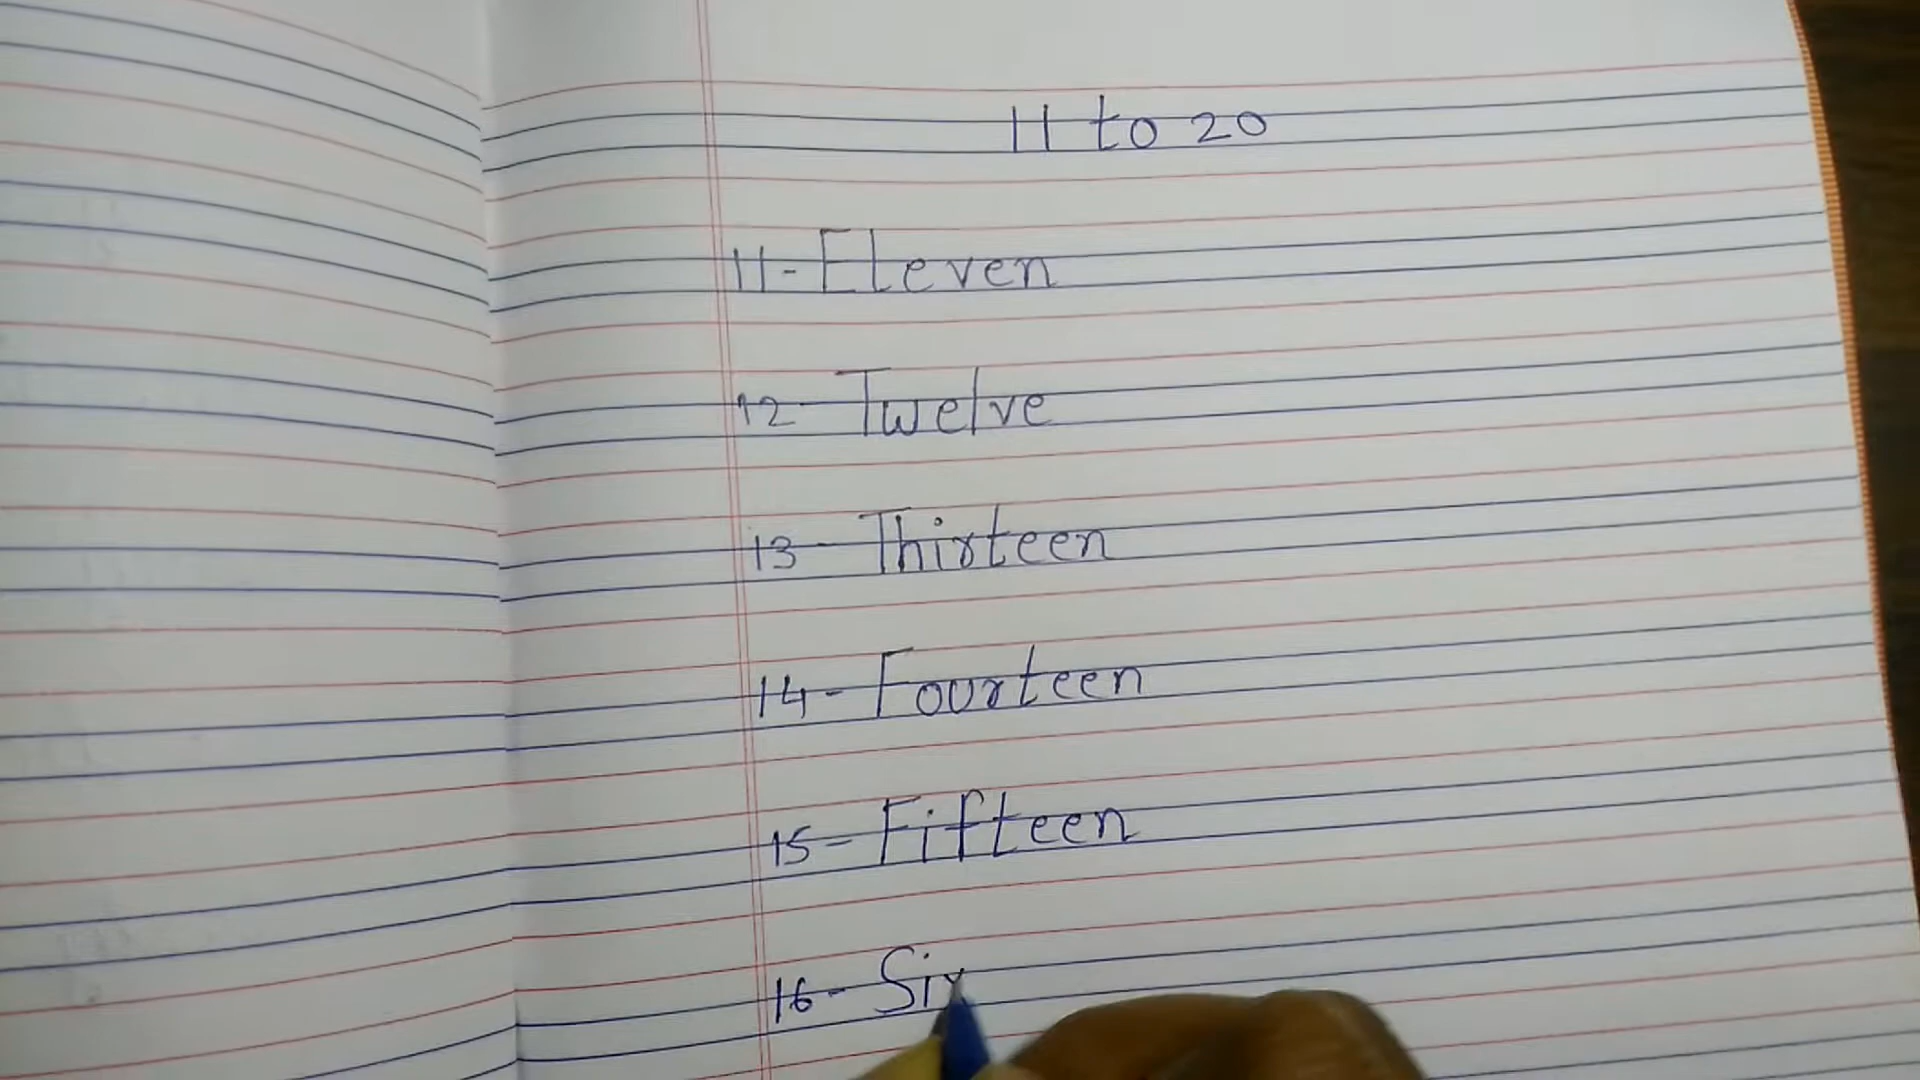 11 to 20
11 - Eleven
12 - Twelve
13 - Thirteen
14 - Fourteen
15 - Fifteen
16 - Six